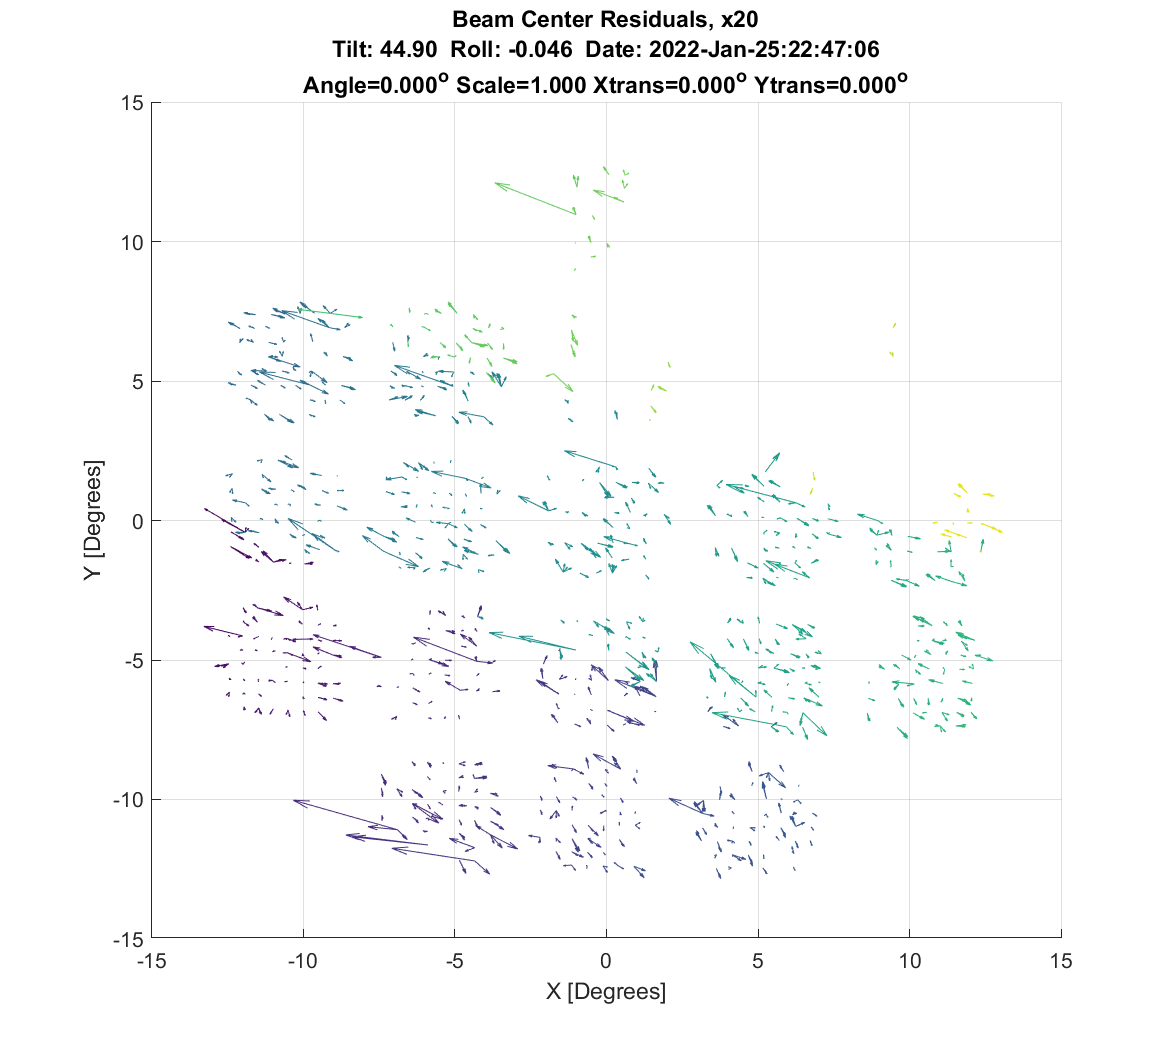 Beam Center Residuals, x20
Tilt: 44.90 Roll: -0.046 Date: 2022-Jan-25:22:47:06
Angle=0.000° Scale=1.000 Xtrans=0.000° Ytrans=0.000°
15
10
5
0
-5
-10
-15
Y [Degrees]
-15 -10 -5 0 5 10 15
X [Degrees]